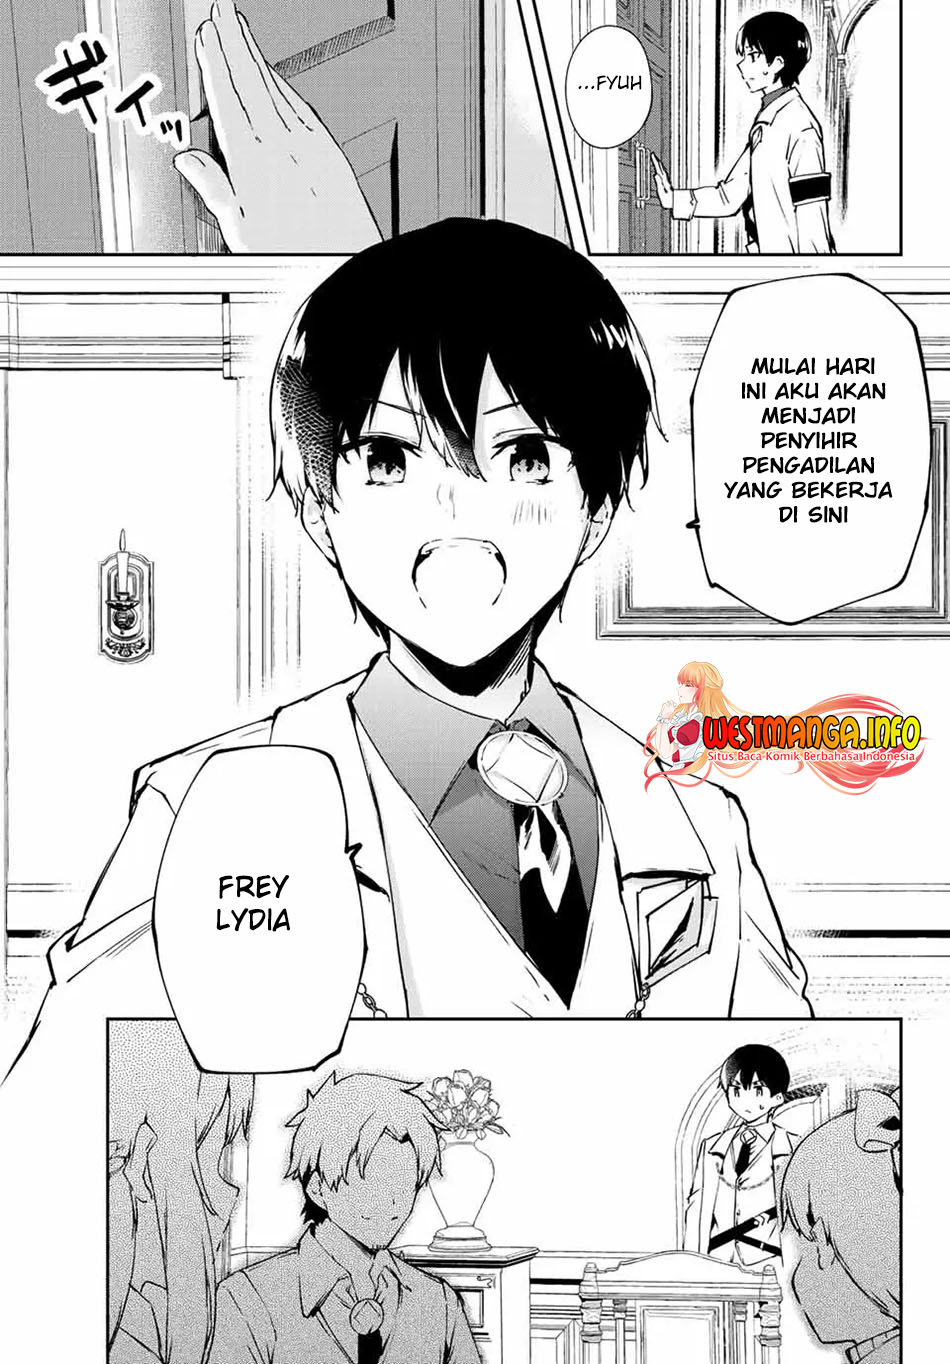 ...FYUH
ギイッ
MULAI HARI
INI AKU AKAN
MENJADI
PENYIHIR
PENGADILAN
YANG BEKERJA
DI SINI
WESTMANGA.INFO
Situs Baca Komik Berbahasa Indonesia
FREY
LYDIA